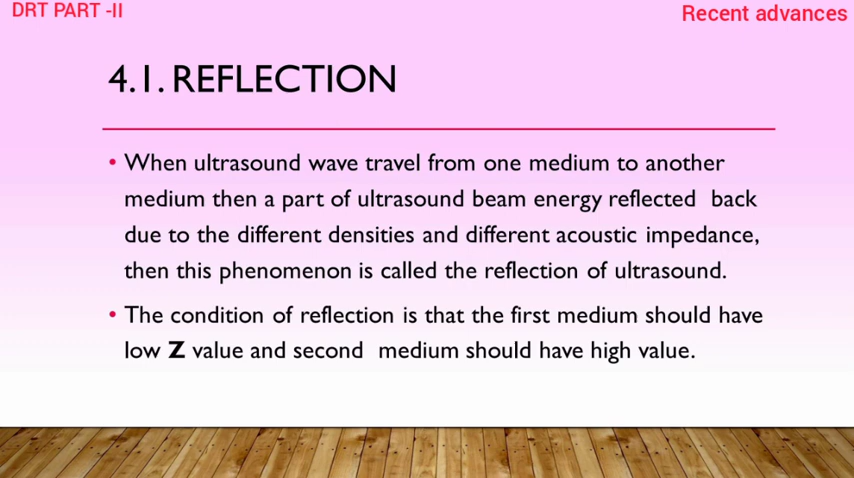 DRT PART -II
Recent advances
4.1. REFLECTION
• When ultrasound wave travel from one medium to another
medium then a part of ultrasound beam energy reflected back
due to the different densities and different acoustic impedance,
then this phenomenon is called the reflection of ultrasound.
• The condition of reflection is that the first medium should have
low Z value and second medium should have high value.